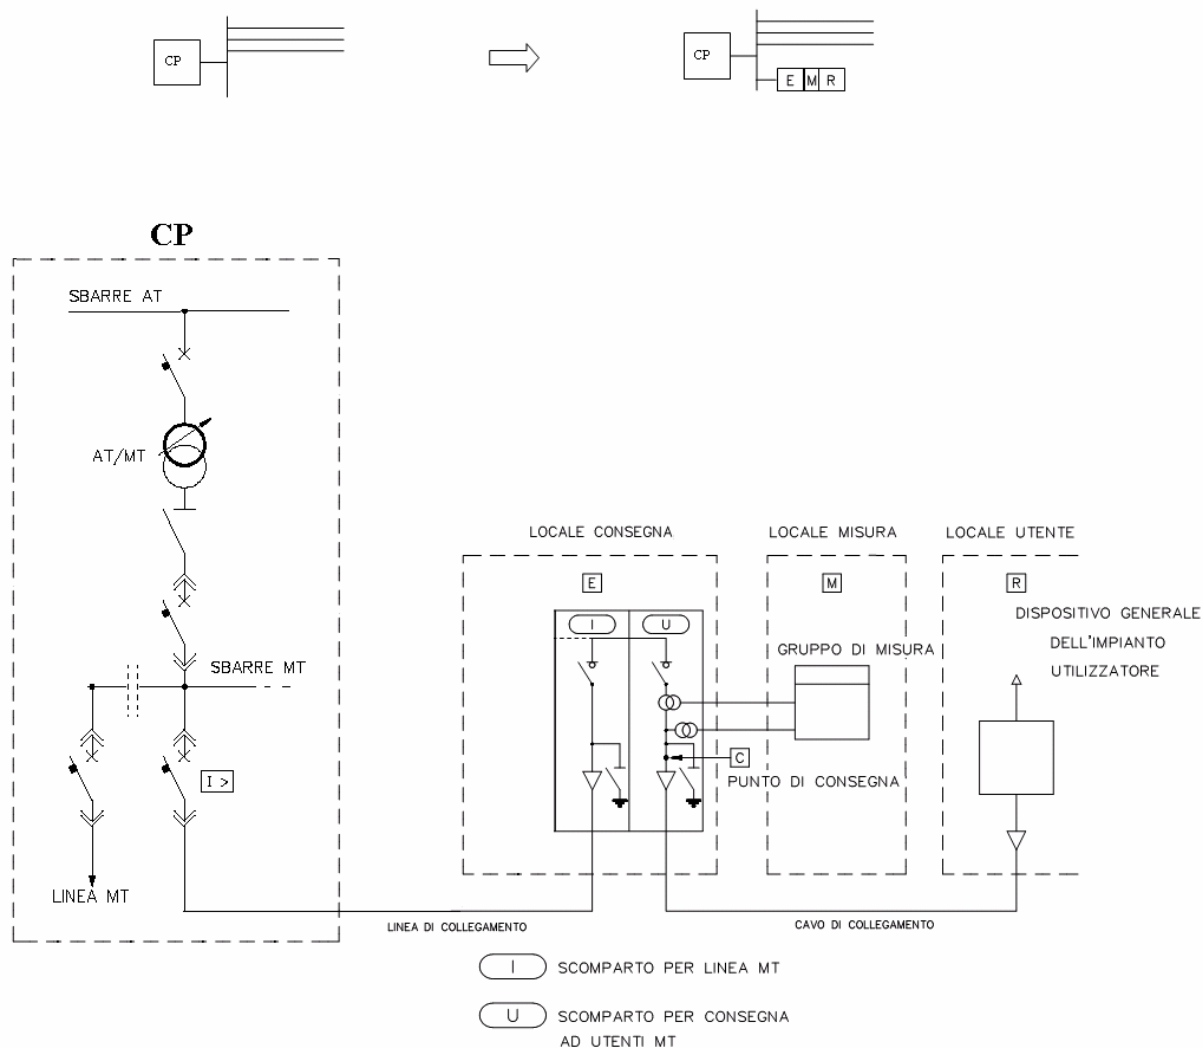 CP
CP
E M R
CP
SBARRE AT
AT/MT
SBARRE MT
I >
LINEA MT
LOCALE CONSEGNA
LOCALE MISURA
LOCALE UTENTE
E
M
R
I
U
DISPOSITIVO GENERALE
DELL'IMPIANTO
UTILIZZATORE
GRUPPO DI MISURA
C
PUNTO DI CONSEGNA
LINEA DI COLLEGAMENTO
CAVO DI COLLEGAMENTO
I SCOMPARTO PER LINEA MT
U SCOMPARTO PER CONSEGNA
AD UTENTI MT